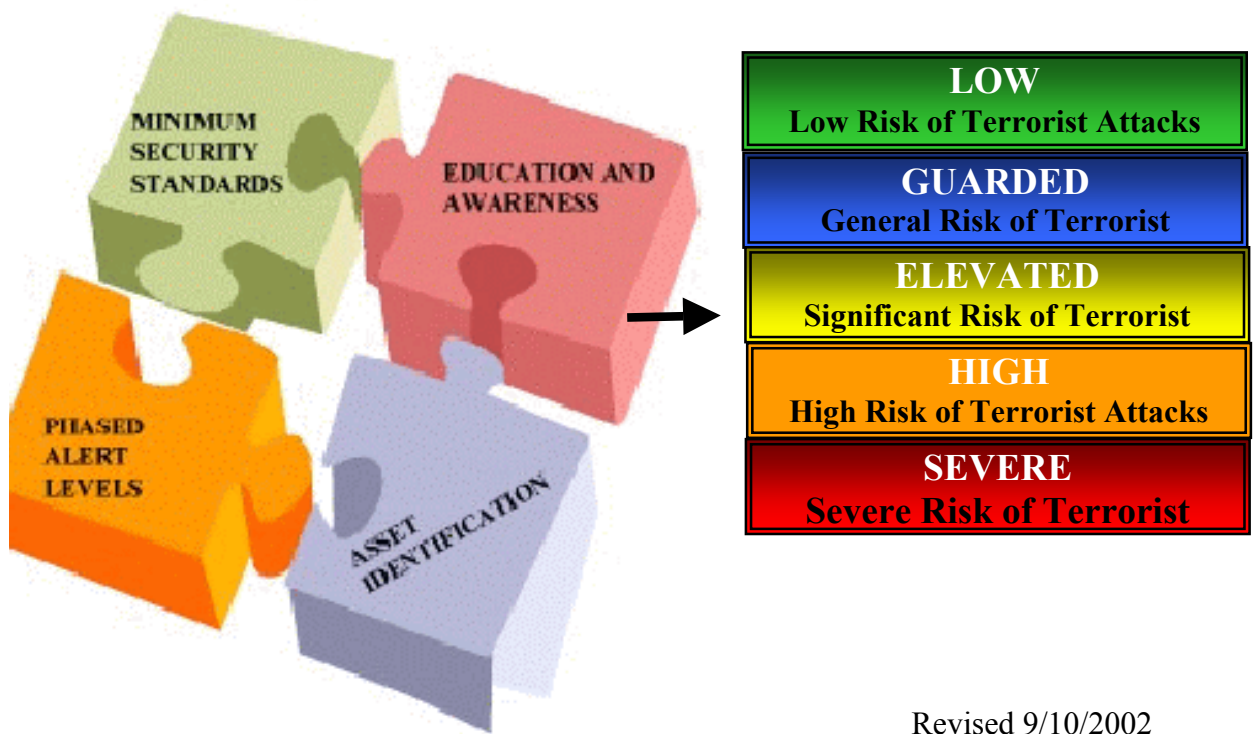 MINIMUM
SECURITY
STANDARDS
EDUCATION AND
AWARENESS
PHASED
ALERT
LEVELS
ASSET
IDENTIFICATION
LOW
Low Risk of Terrorist Attacks
GUARDED
General Risk of Terrorist
ELEVATED
Significant Risk of Terrorist
HIGH
High Risk of Terrorist Attacks
SEVERE
Severe Risk of Terrorist
Revised 9/10/2002